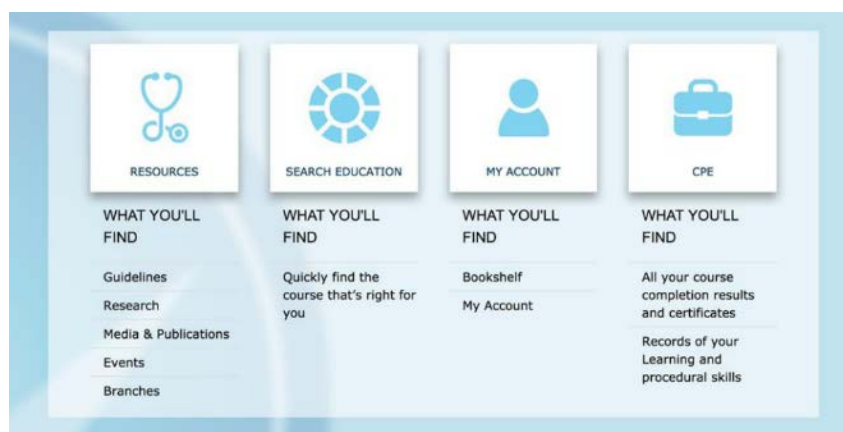 RESOURCES
WHAT YOU'LL
FIND
Guidelines
Research
Media & Publications
Events
Branches
SEARCH EDUCATION
WHAT YOU'LL
FIND
Quickly find the
course that's right for
you
MY ACCOUNT
WHAT YOU'LL
FIND
Bookshelf
My Account
CPE
WHAT YOU'LL
FIND
All your course
completion results
and certificates
Records of your
Learning and
procedural skills